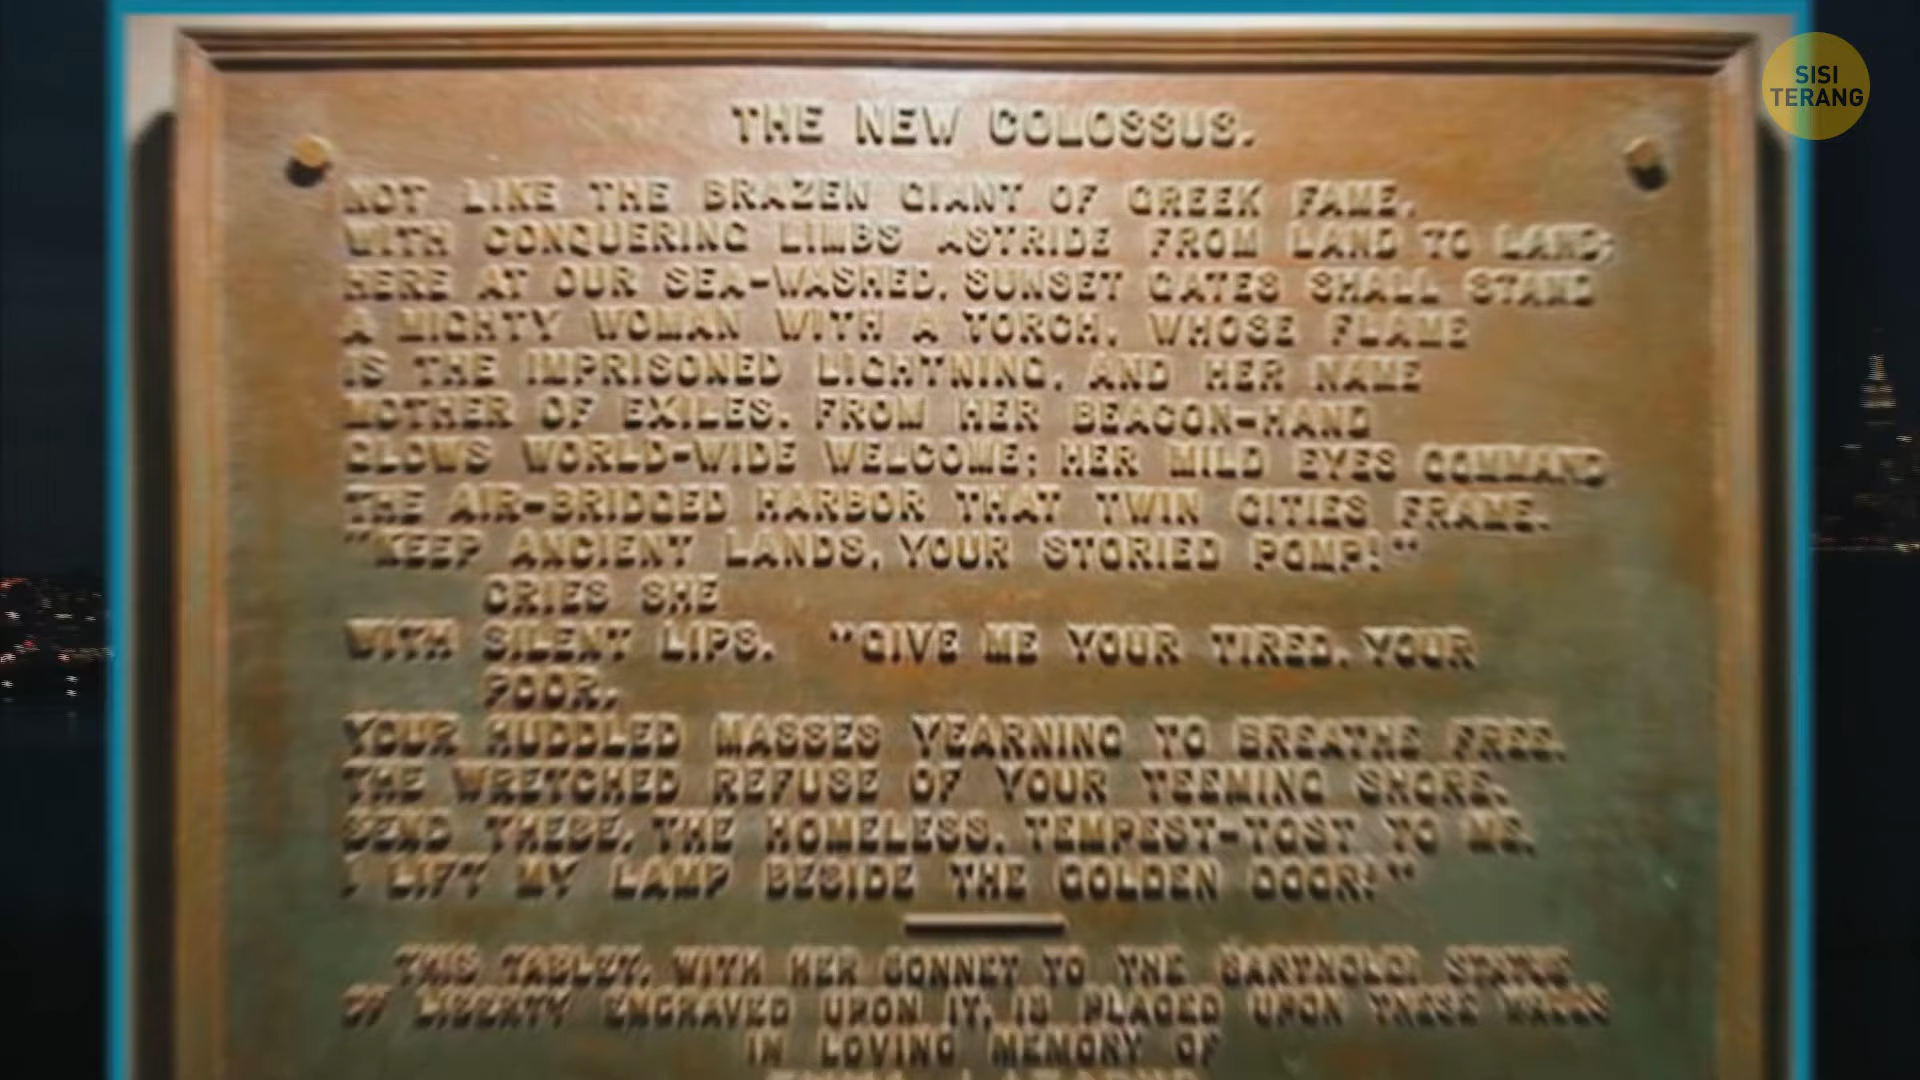 SISI
TERANG
THE NEW COLOSSUS.
NOT LIKE THE BRAZEN GIANT OF GREEK FAME,
WITH CONQUERING LIMBS ASTRIDE FROM LAND TO LAND;
HERE AT OUR SEA-WASHED, SUNSET GATES SHALL STAND
A MIGHTY WOMAN WITH A TORCH, WHOSE FLAME
IS THE IMPRISONED LIGHTNING, AND HER NAME
MOTHER OF EXILES. FROM HER BEACON-HAND
GLOWS WORLD-WIDE WELCOME; HER MILD EYES COMMAND
THE AIR-BRIDGED HARBOR THAT TWIN CITIES FRAME.
"KEEP ANCIENT LANDS, YOUR STORIED POMP!"
CRIES SHE
WITH SILENT LIPS. "GIVE ME YOUR TIRED, YOUR
POOR,
YOUR HUDDLED MASSES YEARNING TO BREATHE FREE,
THE WRETCHED REFUSE OF YOUR TEEMING SHORE.
SEND THESE, THE HOMELESS, TEMPEST-TOST TO ME,
I LIFT MY LAMP BESIDE THE GOLDEN DOOR!"
THIS TABLET, WITH HER SONNET TO THE BARTHOLDI STATUE
OF LIBERTY ENGRAVED UPON IT, IS PLACED UPON THESE WALLS
IN LOVING MEMORY OF